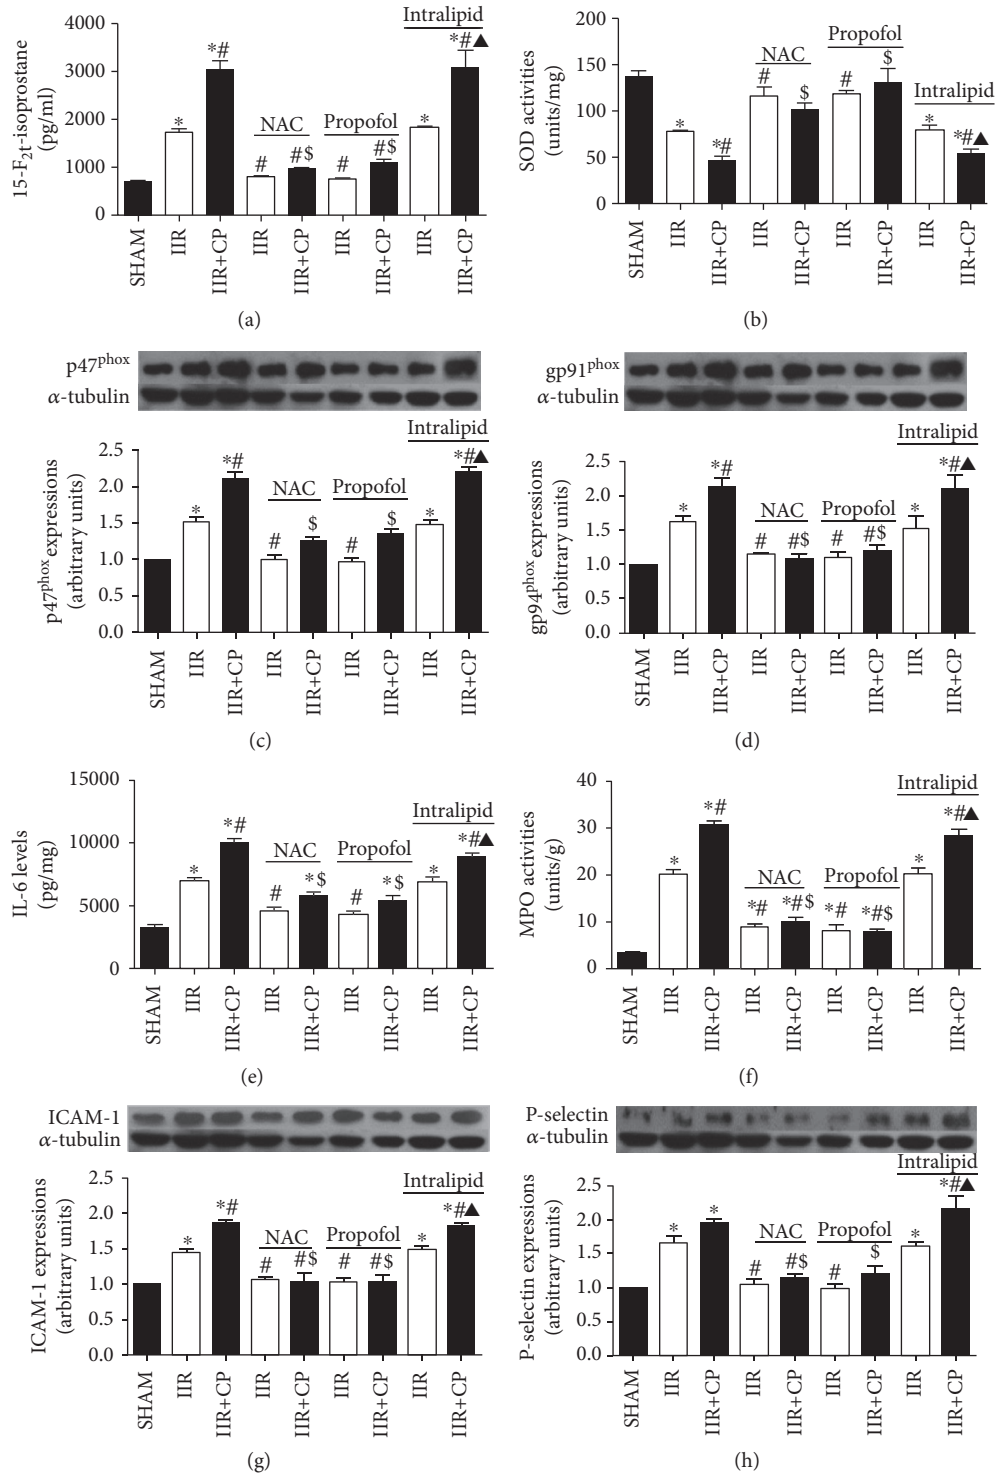 Intralipid
*#▲
4000
3000
2000
1000
0
15-F2t-isoprostane
(pg/ml)
*
*#
NAC
#
#$
Propofol
#
#$
*
SHAM
IIR
IIR+CP
IIR
IIR+CP
IIR
IIR+CP
IIR
IIR+CP
(a)
200
150
100
50
0
SOD activities
(units/mg)
*
*#
NAC
#
$
Propofol
#
$
Intralipid
*
*#▲
SHAM
IIR
IIR+CP
IIR
IIR+CP
IIR
IIR+CP
IIR
IIR+CP
(b)
p47phox
α-tubulin
Intralipid
*#▲
2.5
2.0
1.5
1.0
0.5
0.0
p47phox expressions
(arbitrary units)
*
*#
NAC
#
$
Propofol
#
$
*
SHAM
IIR
IIR+CP
IIR
IIR+CP
IIR
IIR+CP
IIR
IIR+CP
(c)
gp91phox
α-tubulin
Intralipid
*#▲
2.5
2.0
1.5
1.0
0.5
0.0
gp94phox expressions
(arbitrary units)
*
*#
NAC
#
#$
Propofol
#
#$
*
SHAM
IIR
IIR+CP
IIR
IIR+CP
IIR
IIR+CP
IIR
IIR+CP
(d)
15000
10000
5000
0
IL-6 levels
(pg/mg)
*
*#
NAC
#
*$
Propofol
#
*$
Intralipid
*
*#▲
SHAM
IIR
IIR+CP
IIR
IIR+CP
IIR
IIR+CP
IIR
IIR+CP
(e)
40
30
20
10
0
MPO activities
(units/g)
*
*#
NAC
*#
*#$
Propofol
*#
*#$
Intralipid
*
*#▲
SHAM
IIR
IIR+CP
IIR
IIR+CP
IIR
IIR+CP
IIR
IIR+CP
(f)
ICAM-1
α-tubulin
2.5
2.0
1.5
1.0
0.5
0.0
ICAM-1 expressions
(arbitrary units)
*
*#
NAC
#
#$
Propofol
#
#$
Intralipid
*
*#▲
SHAM
IIR
IIR+CP
IIR
IIR+CP
IIR
IIR+CP
IIR
IIR+CP
(g)
P-selectin
α-tubulin
Intralipid
*#▲
2.5
2.0
1.5
1.0
0.5
0.0
P-selectin expressions
(arbitrary units)
*
*
NAC
#
#$
Propofol
#
$
*
SHAM
IIR
IIR+CP
IIR
IIR+CP
IIR
IIR+CP
IIR
IIR+CP
(h)